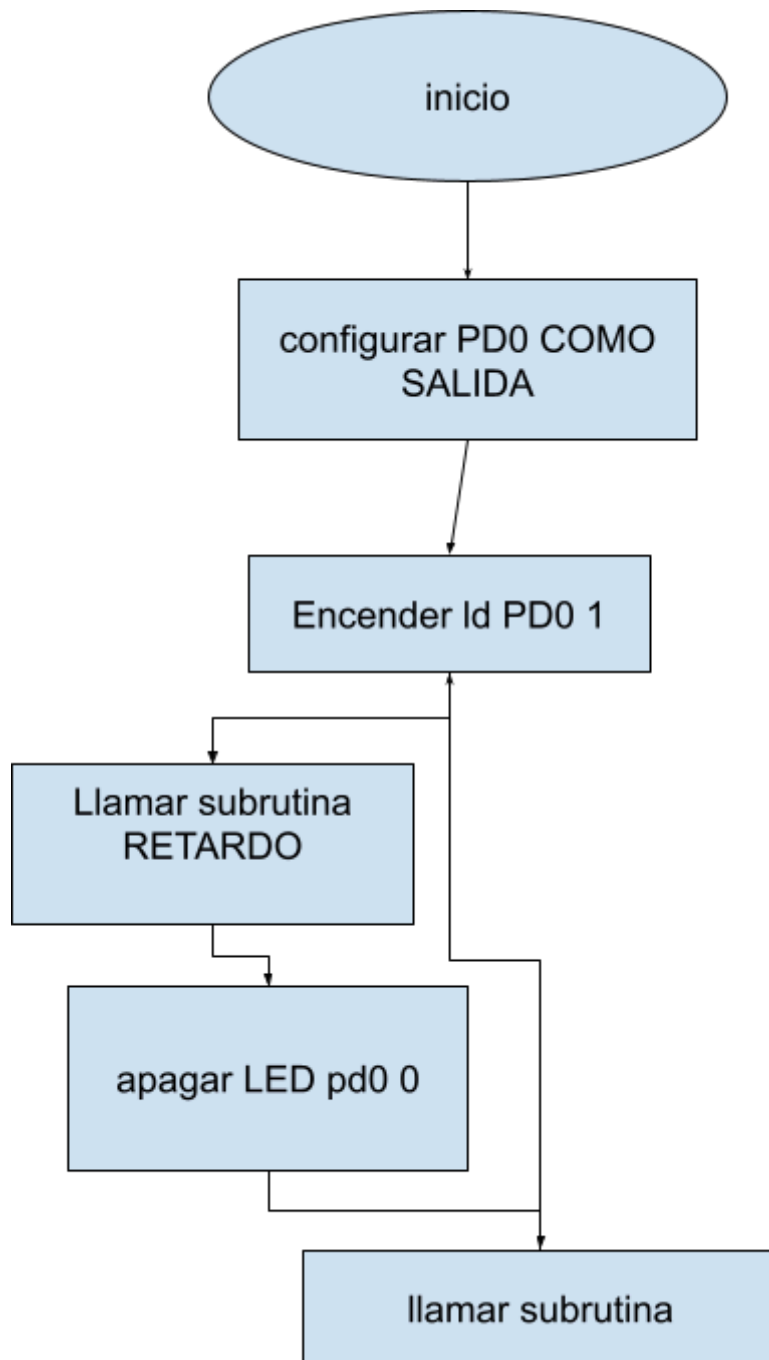 inicio
configurar PD0 COMO
SALIDA
Encender ld PD0 1
Llamar subrutina
RETARDO
apagar LED pd0 0
llamar subrutina